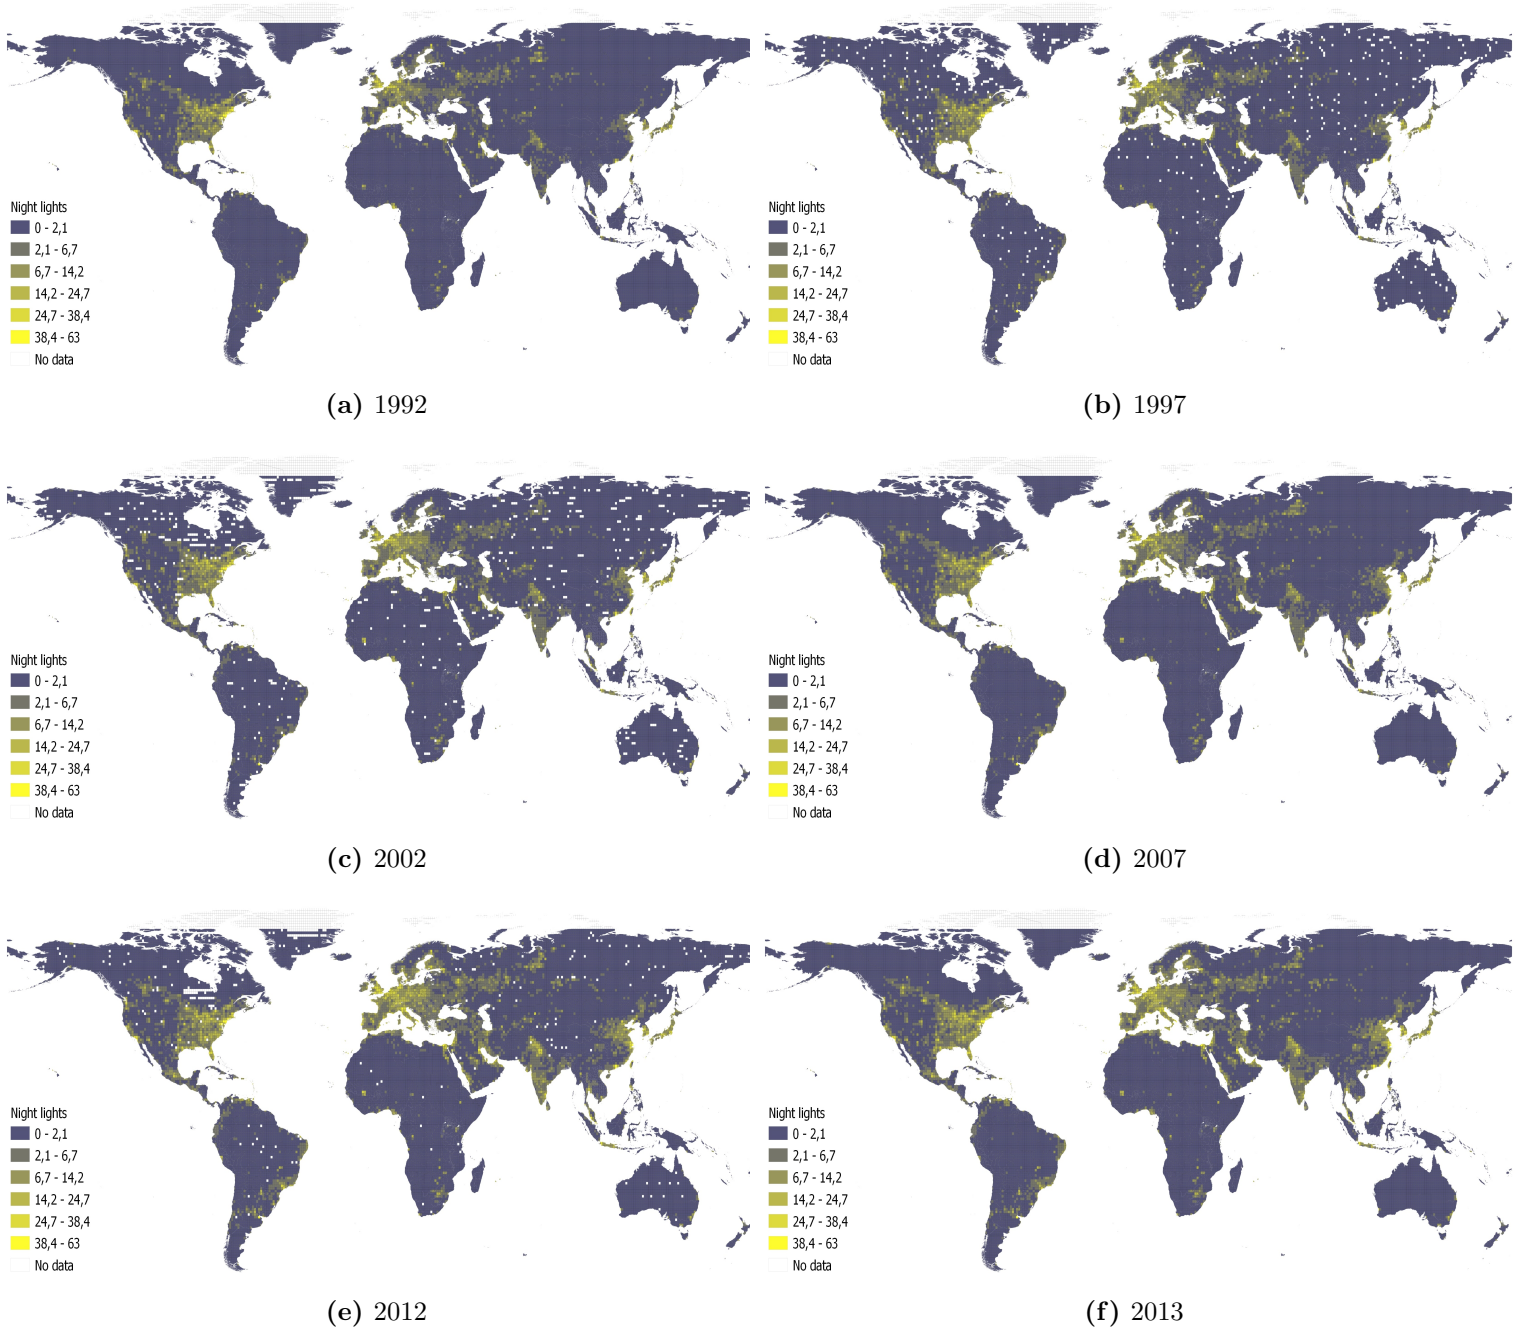 Night lights
0 - 2,1
2,1 - 6,7
6,7 - 14,2
14,2 - 24,7
24,7 - 38,4
38,4 - 63
No data
(a) 1992
Night lights
0 - 2,1
2,1 - 6,7
6,7 - 14,2
14,2 - 24,7
24,7 - 38,4
38,4 - 63
No data
(b) 1997
Night lights
0 - 2,1
2,1 - 6,7
6,7 - 14,2
14,2 - 24,7
24,7 - 38,4
38,4 - 63
No data
(c) 2002
Night lights
0 - 2,1
2,1 - 6,7
6,7 - 14,2
14,2 - 24,7
24,7 - 38,4
38,4 - 63
No data
(d) 2007
Night lights
0 - 2,1
2,1 - 6,7
6,7 - 14,2
14,2 - 24,7
24,7 - 38,4
38,4 - 63
No data
(e) 2012
Night lights
0 - 2,1
2,1 - 6,7
6,7 - 14,2
14,2 - 24,7
24,7 - 38,4
38,4 - 63
No data
(f) 2013